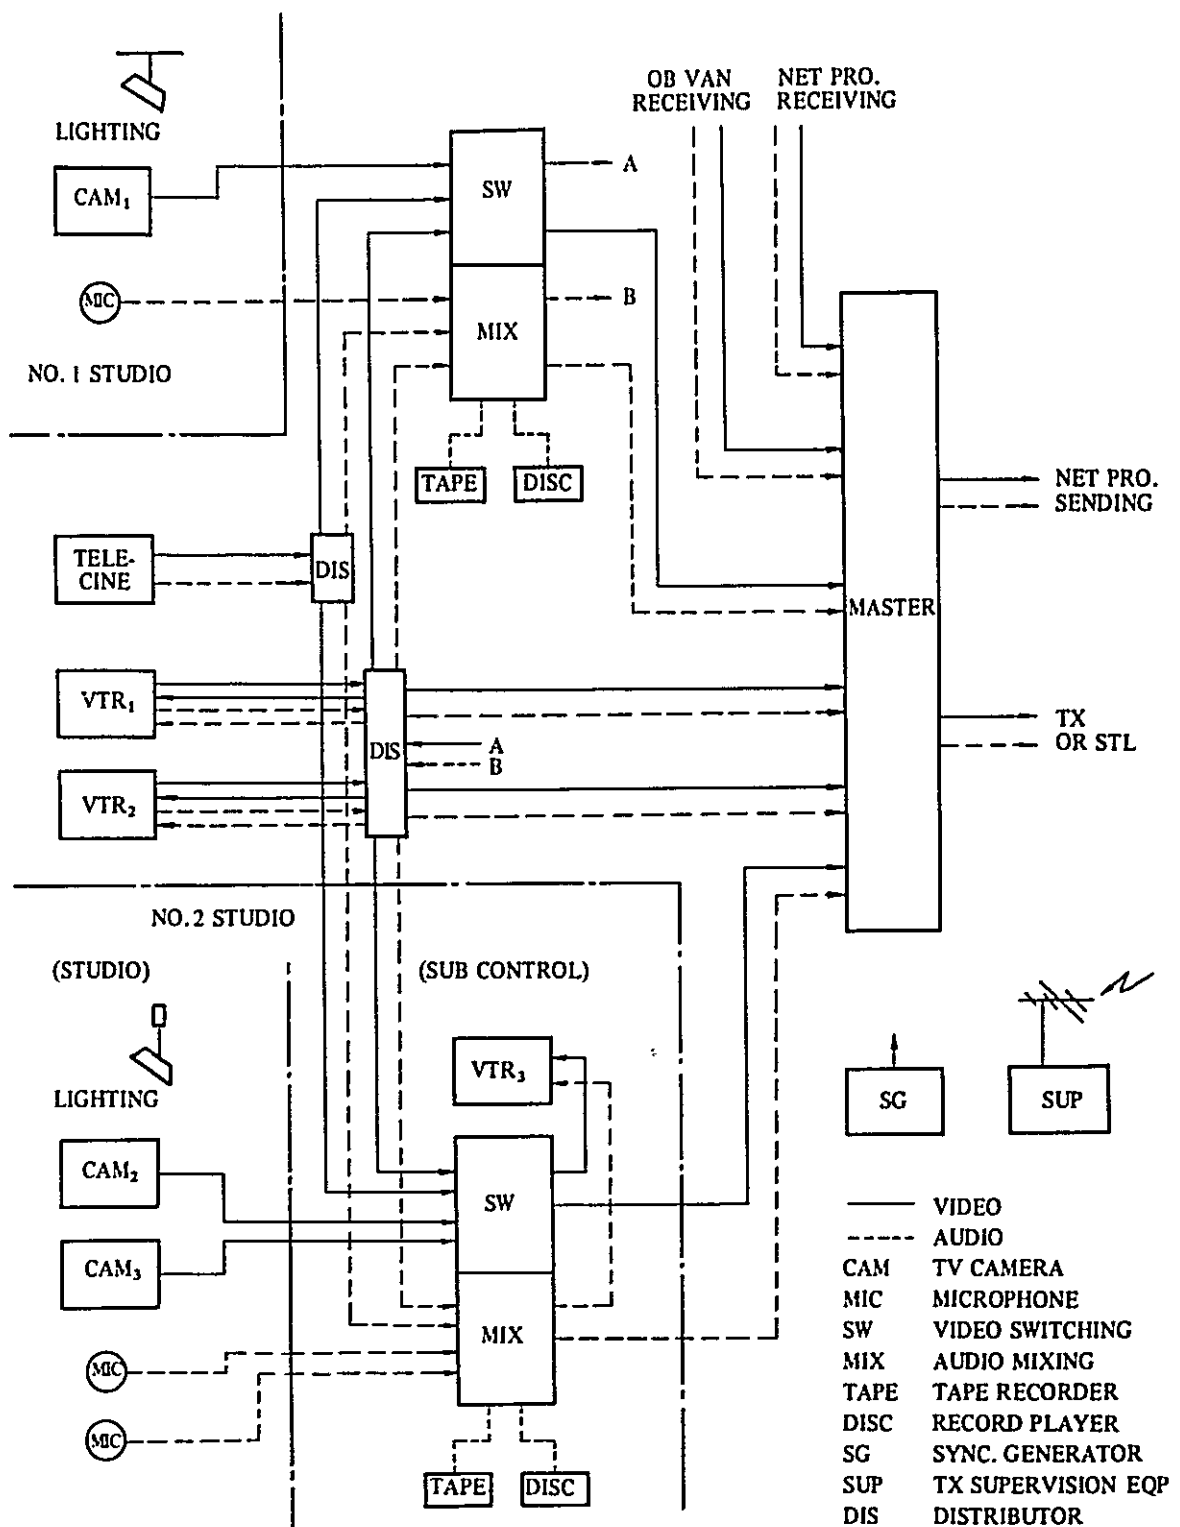 OB VAN
RECEIVING
NET PRO.
RECEIVING
LIGHTING
CAM1
SW
A
MIC
MIX
B
NO. 1 STUDIO
TAPE
DISC
NET PRO.
SENDING
TELE-
CINE
DIS
MASTER
VTR1
DIS
A
B
TX
OR STL
VTR2
NO. 2 STUDIO
(STUDIO)
(SUB CONTROL)
LIGHTING
VTR3
SG
SUP
CAM2
SW
CAM3
MIX
MIC
MIC
TAPE
DISC
VIDEO
AUDIO
CAM TV CAMERA
MIC MICROPHONE
SW VIDEO SWITCHING
MIX AUDIO MIXING
TAPE TAPE RECORDER
DISC RECORD PLAYER
SG SYNC. GENERATOR
SUP TX SUPERVISION EQP
DIS DISTRIBUTOR